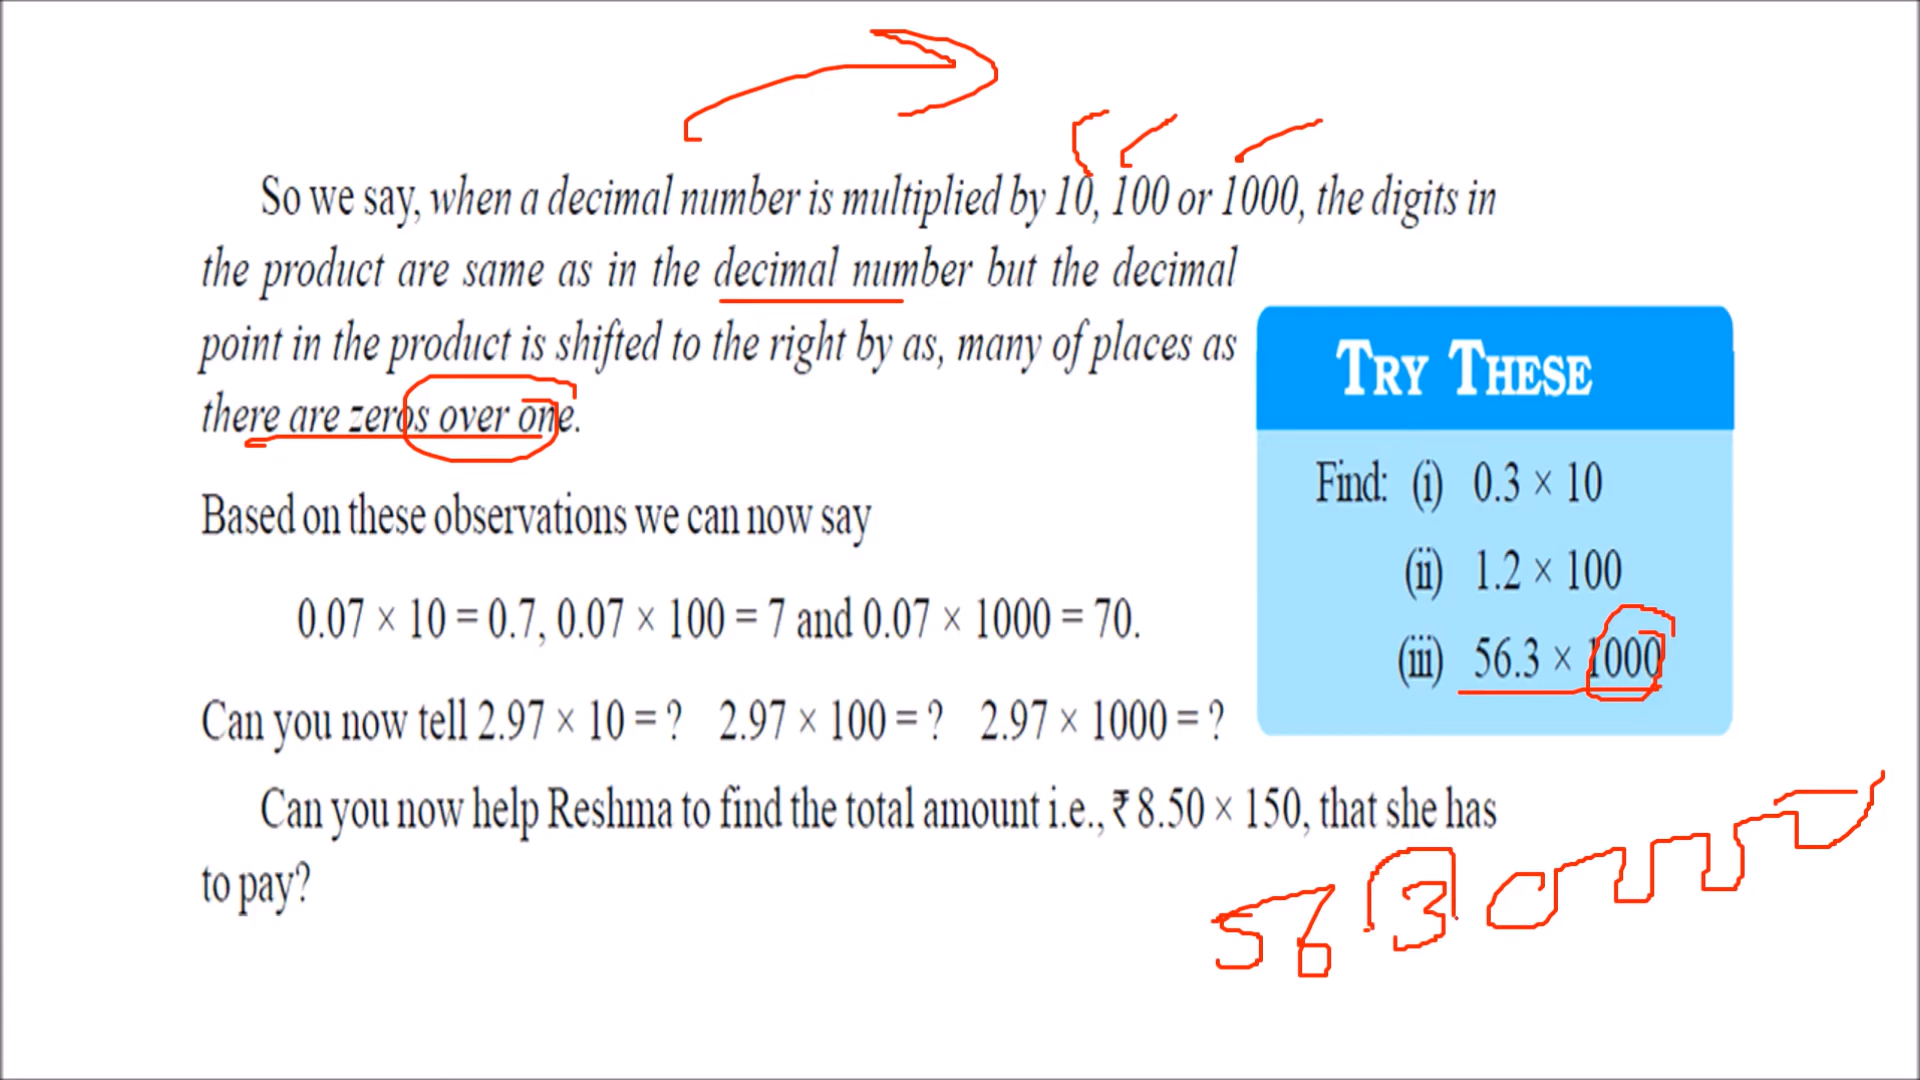 So we say, when a decimal number is multiplied by 10, 100 or 1000, the digits in
the product are same as in the decimal number but the decimal
point in the product is shifted to the right by as, many of places as
there are zeros over one.
Based on these observations we can now say
0.07 × 10 = 0.7, 0.07 × 100 = 7 and 0.07 × 1000 = 70.
Can you now tell 2.97 × 10 = ? 2.97 × 100 = ? 2.97 × 1000 = ?
Can you now help Reshma to find the total amount i.e., ₹ 8.50 × 150, that she has
to pay?
TRY THESE
Find: (i) 0.3 × 10
(ii) 1.2 × 100
(iii) 56.3 × 1000
563